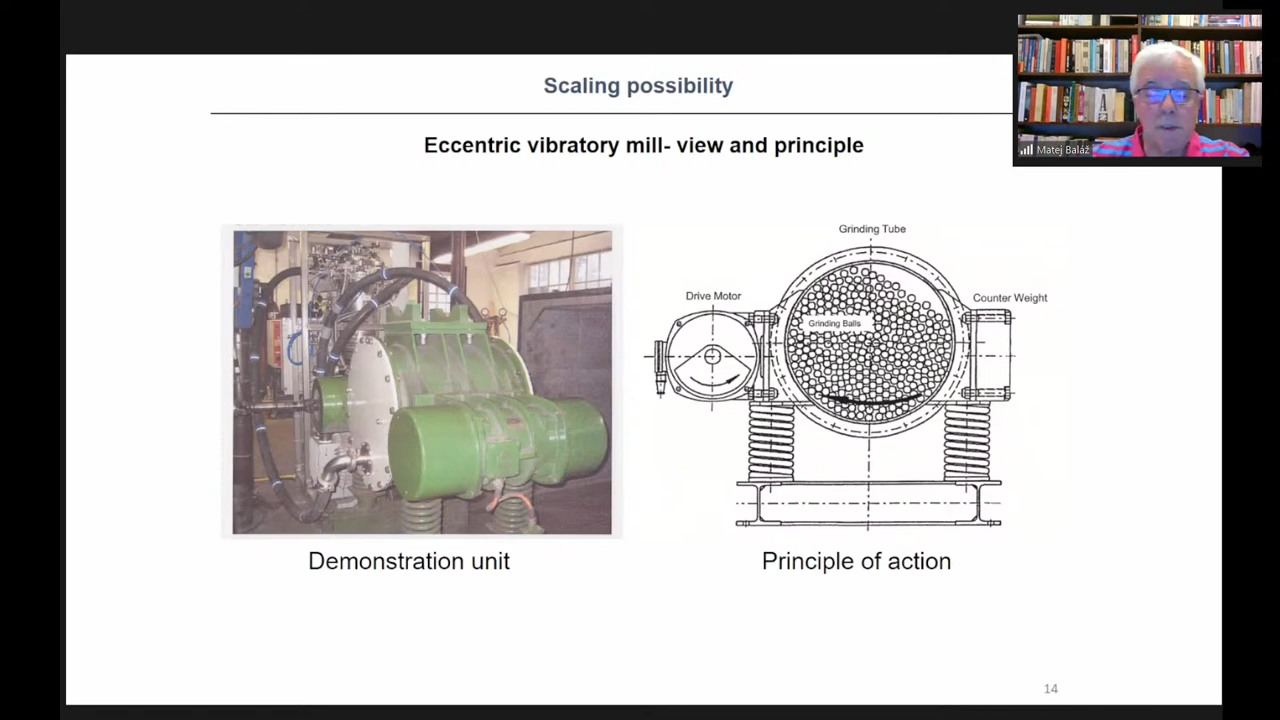 Scaling possibility
Matej Baláž
Eccentric vibratory mill- view and principle
Grinding Tube
Drive Motor
Counter Weight
Grinding Balls
Demonstration unit
Principle of action
14